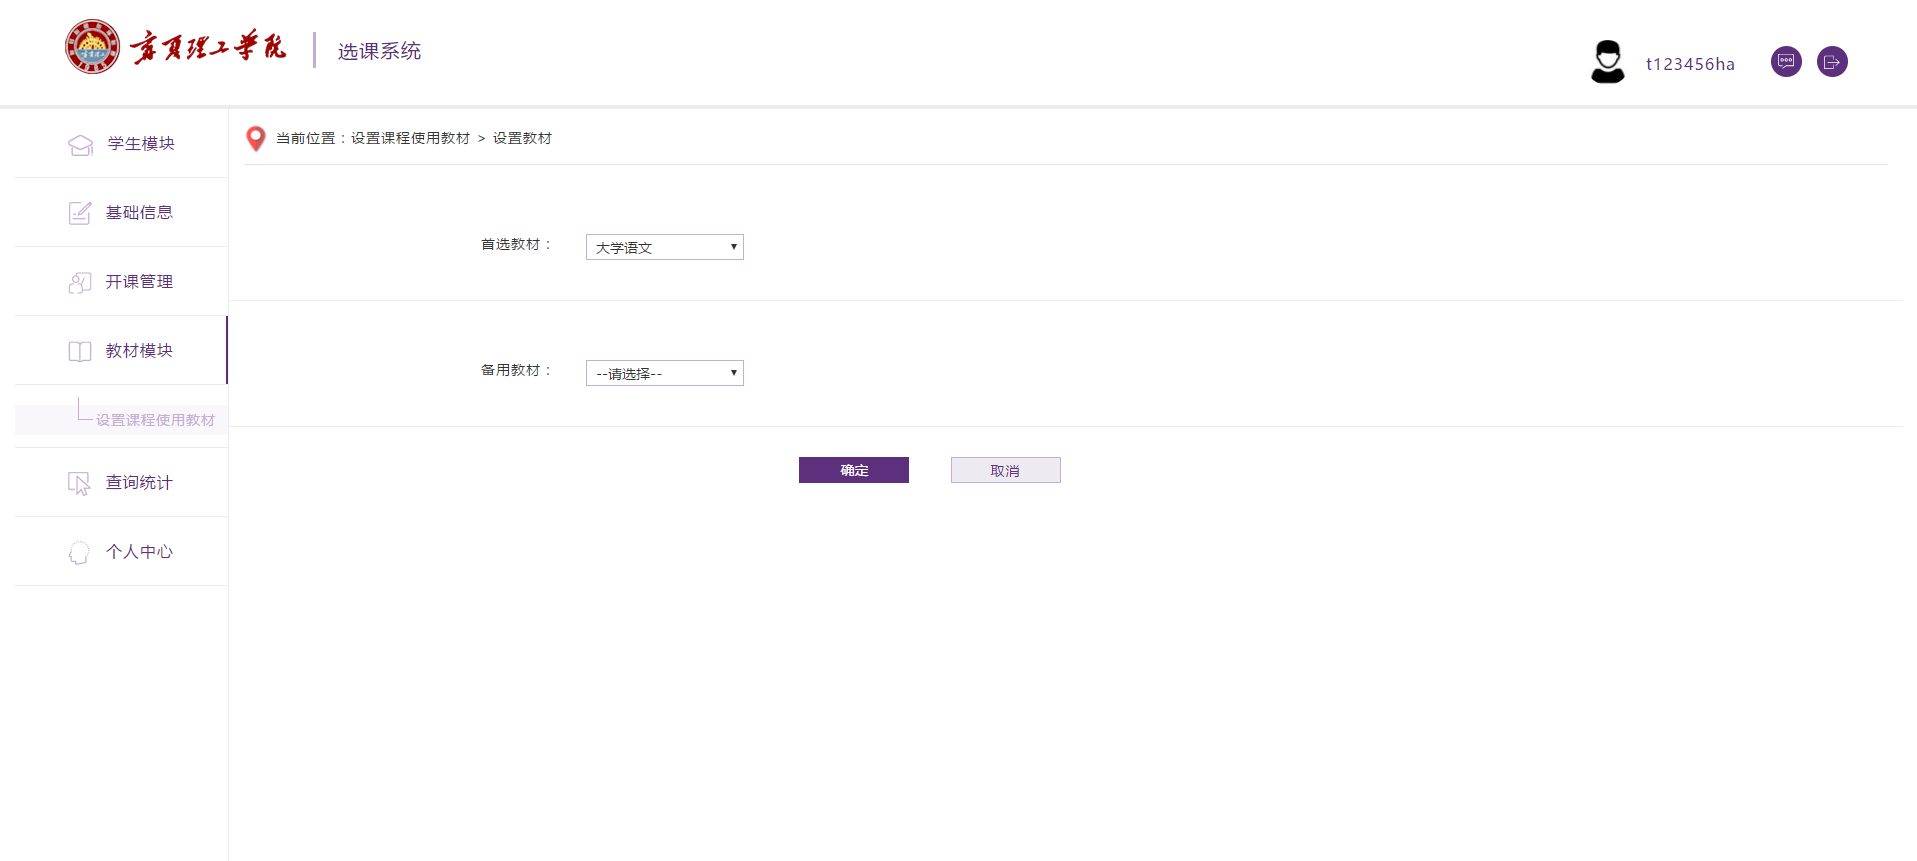 宁夏理工学院 选课系统
t123456ha
学生模块
基础信息
开课管理
教材模块
设置课程使用教材
查询统计
个人中心
当前位置：设置课程使用教材 > 设置教材
首选教材： 大学语文
备用教材： --请选择--
确定 取消